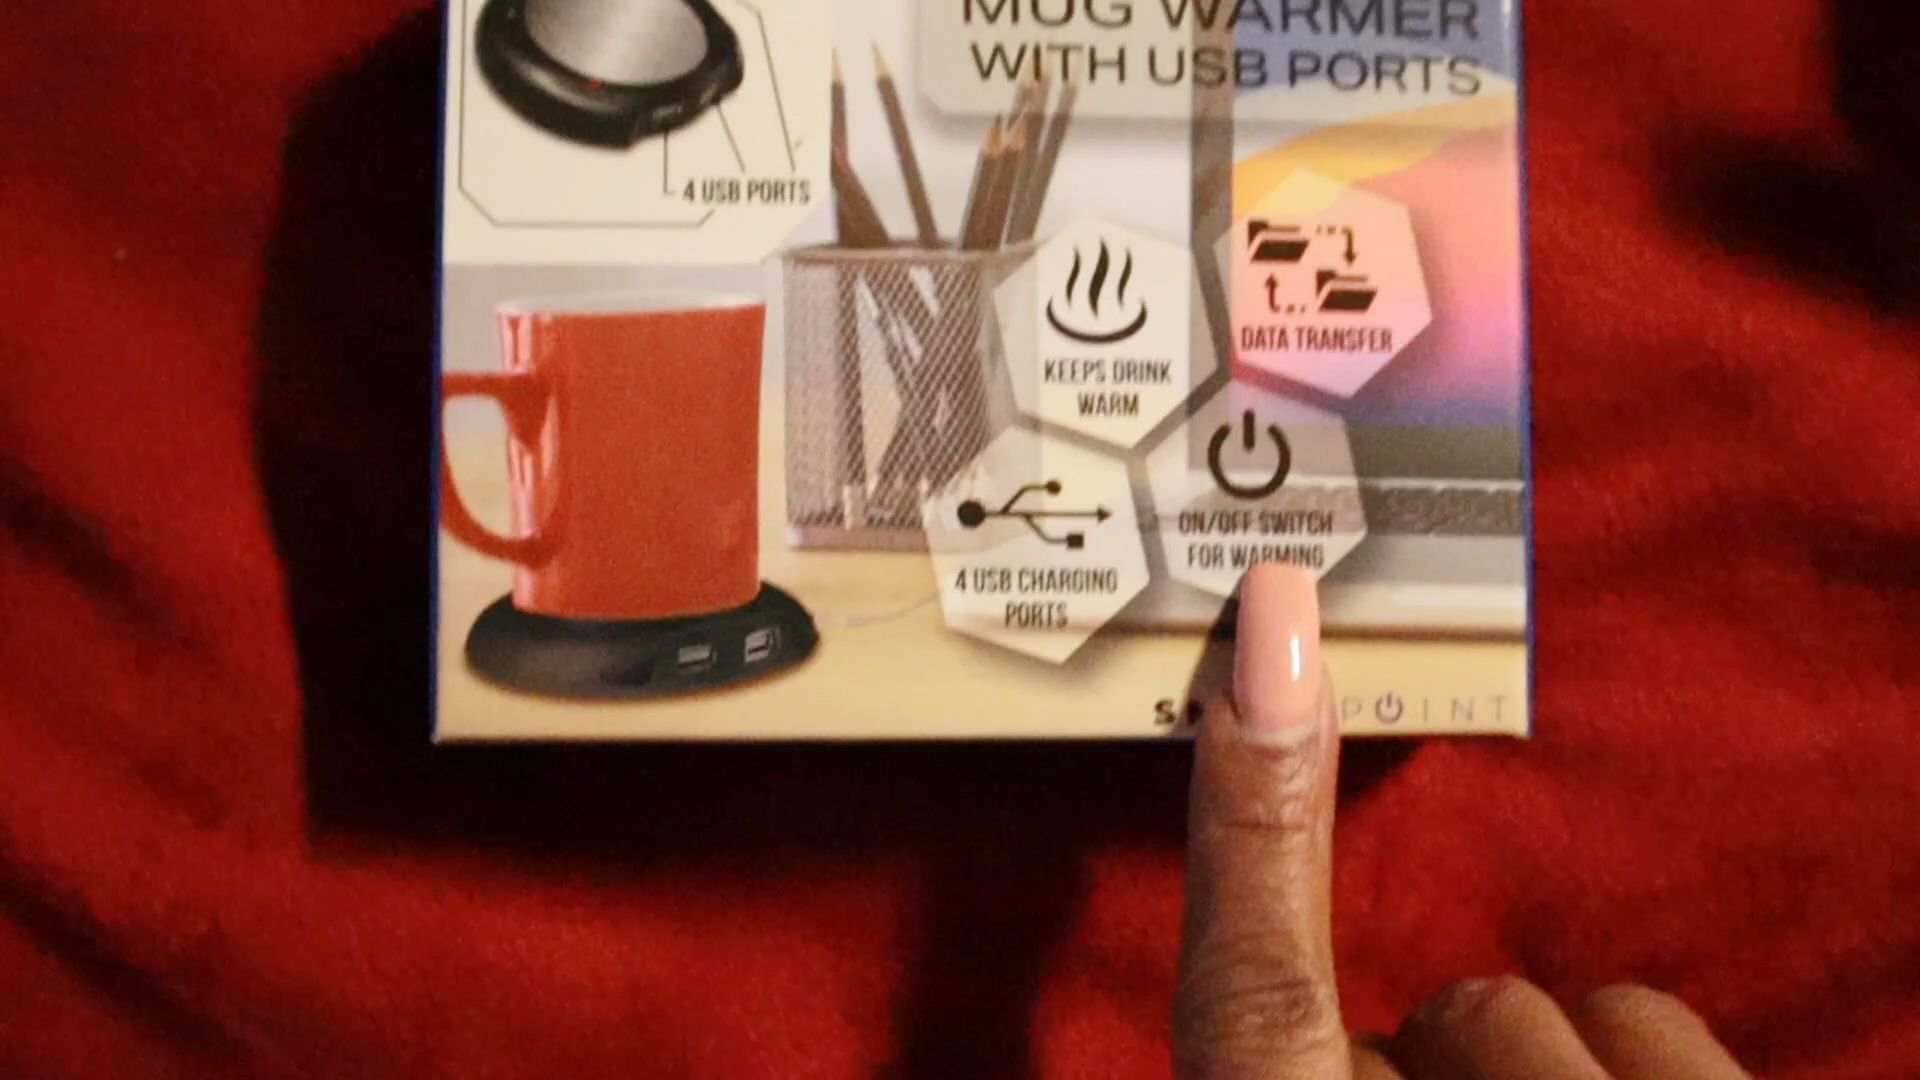 MUG WARMER
WITH USB PORTS
4 USB PORTS
DATA TRANSFER
KEEPS DRINK
WARM
ON/OFF SWITCH
FOR WARMING
4 USB CHARGING
PORTS
POINT